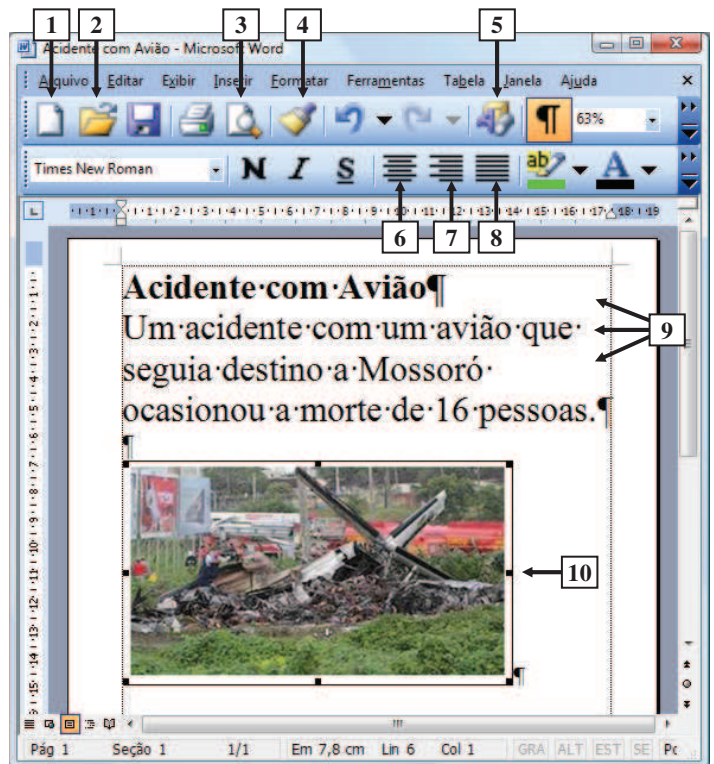 1 2 3 4 5
Acidente com Avião - Microsoft Word
Arquivo Editar Exibir Inserir Formatar Ferramentas Tabela Janela Ajuda
¶ 63%
Times New Roman N I S ab A
6 7 8
Acidente·com·Avião¶
Um·acidente·com·um·avião·que·
9
seguia·destino·a·Mossoró·
ocasionou·a·morte·de·16·pessoas.¶
¶
10
¶
Pág 1 Seção 1 1/1 Em 7,8 cm Lin 6 Col 1 GRA ALT EST SE Pc